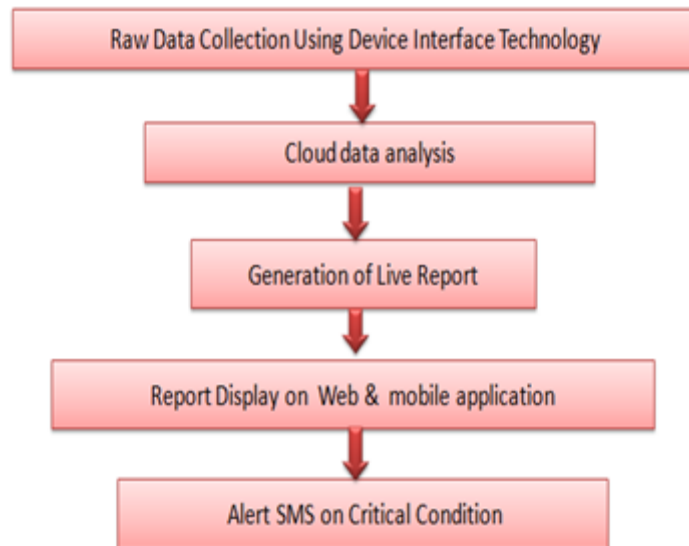 Raw Data Collection Using Device Interface Technology
Cloud data analysis
Generation of Live Report
Report Display on Web & mobile application
Alert SMS on Critical Condition